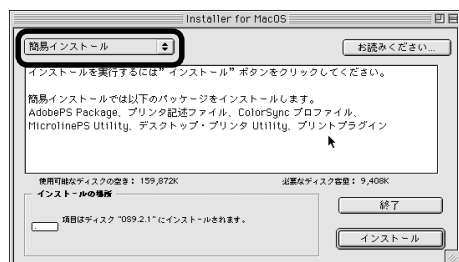 Installer for MacOS
簡易インストール
お読みください...
インストールを実行するには"インストール"ボタンをクリックしてください。
簡易インストールでは以下のパッケージをインストールします。
AdobePS Package、プリンタ記述ファイル、ColorSync プロファイル、
MicrolinePS Utility、デスクトップ・プリンタ Utility、プリントプラグイン
使用可能なディスクの空き： 159,872K
必要なディスク容量： 9,408K
インストールの場所
項目はディスク "OS9.2.1" にインストールされます。
終了
インストール